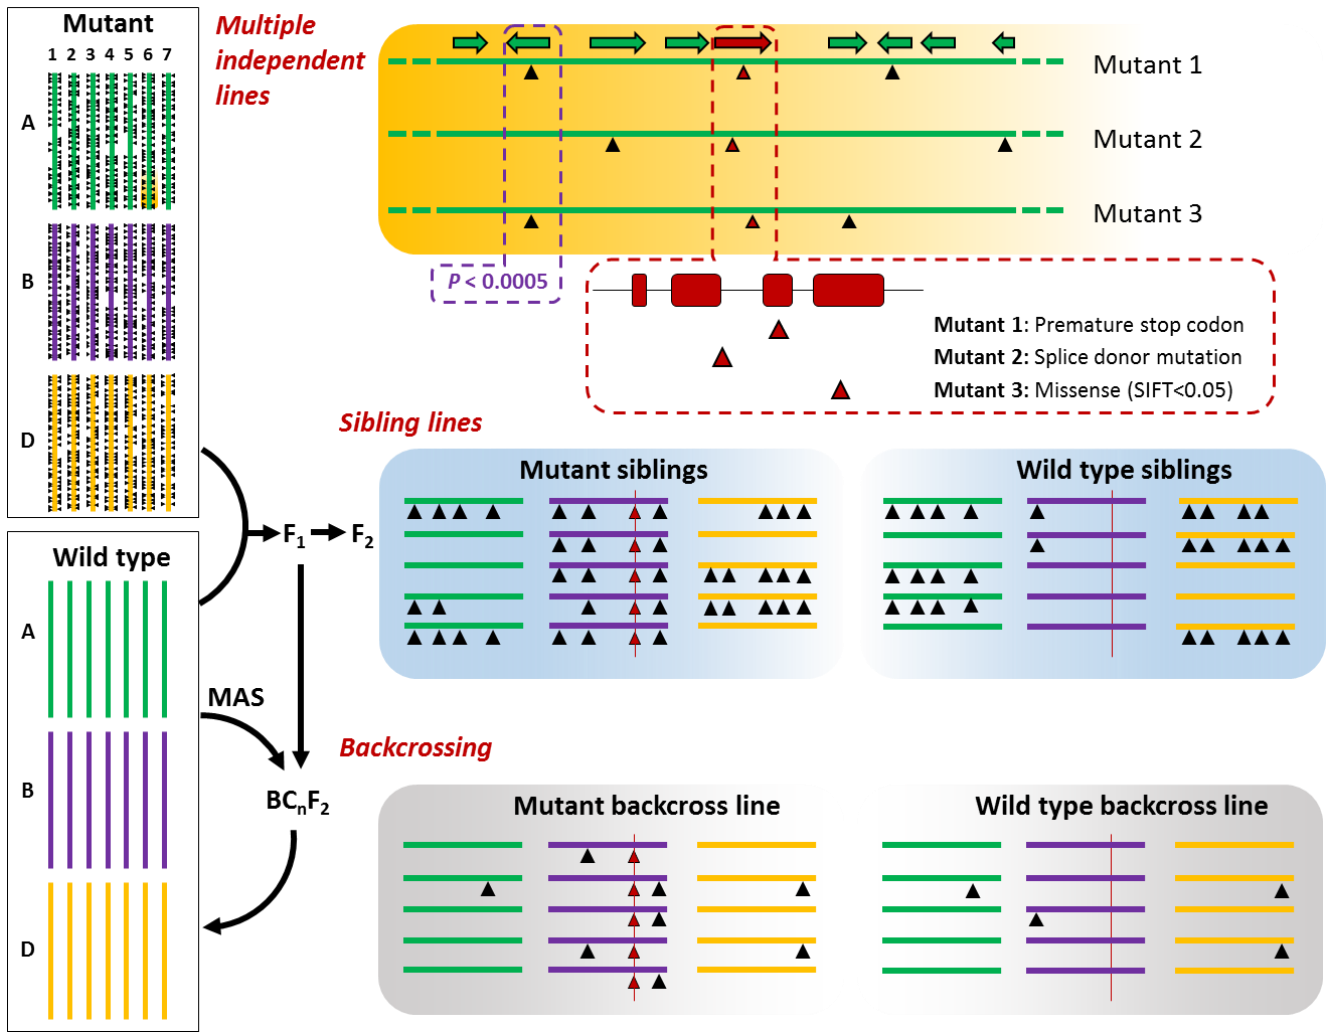 Mutant
1 2 3 4 5 6 7
A
B
D
Multiple
independent
lines
Mutant 1
Mutant 2
Mutant 3
P < 0.0005
Mutant 1: Premature stop codon
Mutant 2: Splice donor mutation
Mutant 3: Missense (SIFT<0.05)
Sibling lines
Mutant siblings
Wild type siblings
F1
F2
Wild type
A
B
D
MAS
BCnF2
Backcrossing
Mutant backcross line
Wild type backcross line